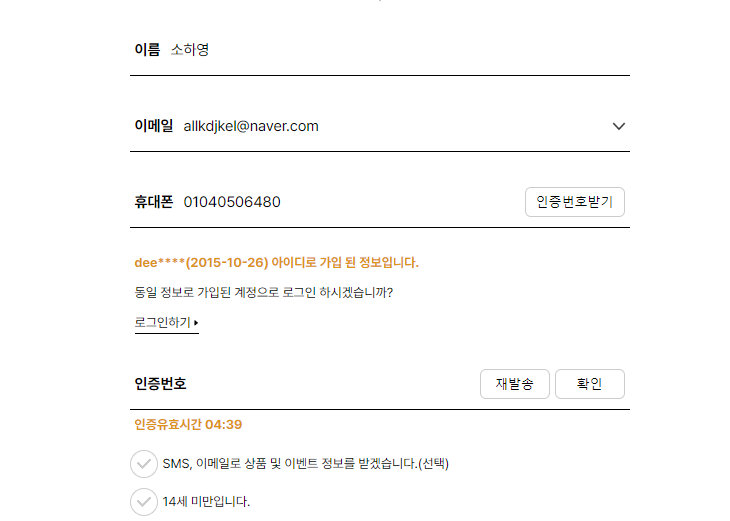 이름 소하영
이메일 allkdjkel@naver.com
휴대폰 01040506480 인증번호받기
dee****(2015-10-26) 아이디로 가입 된 정보입니다.
동일 정보로 가입된 계정으로 로그인 하시겠습니까?
로그인하기
인증번호 재발송 확인
인증유효시간 04:39
SMS, 이메일로 상품 및 이벤트 정보를 받겠습니다.(선택)
14세 미만입니다.